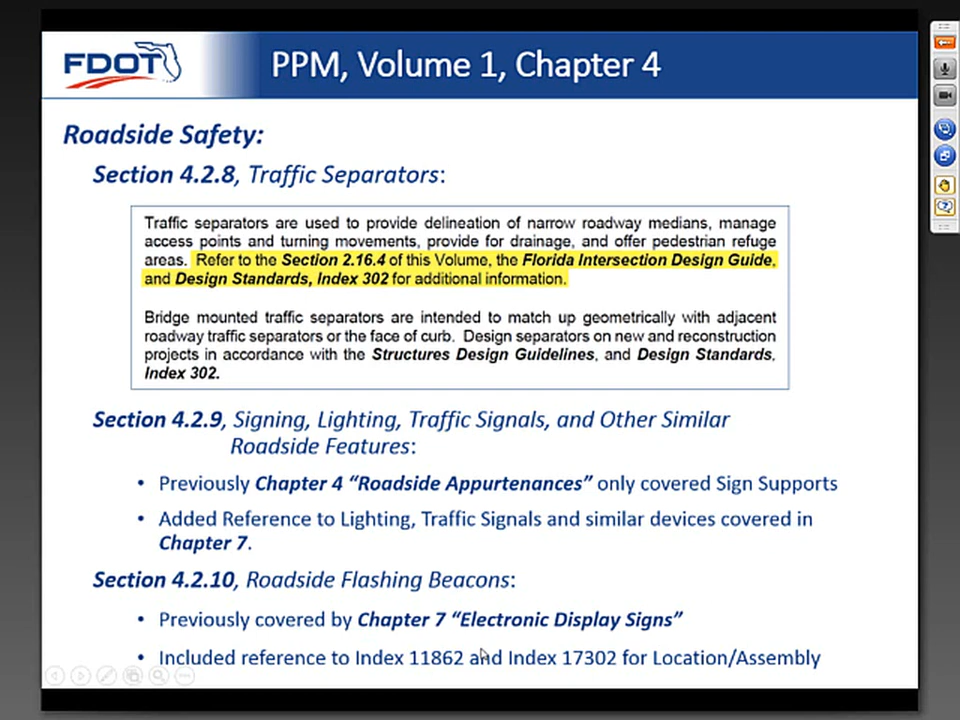 FDOT
PPM, Volume 1, Chapter 4
Roadside Safety:
Section 4.2.8, Traffic Separators:
Traffic separators are used to provide delineation of narrow roadway medians, manage
access points and turning movements, provide for drainage, and offer pedestrian refuge
areas. Refer to the Section 2.16.4 of this Volume, the Florida Intersection Design Guide,
and Design Standards, Index 302 for additional information.
Bridge mounted traffic separators are intended to match up geometrically with adjacent
roadway traffic separators or the face of curb. Design separators on new and reconstruction
projects in accordance with the Structures Design Guidelines, and Design Standards,
Index 302.
Section 4.2.9, Signing, Lighting, Traffic Signals, and Other Similar
Roadside Features:
• Previously Chapter 4 “Roadside Appurtenances” only covered Sign Supports
• Added Reference to Lighting, Traffic Signals and similar devices covered in
Chapter 7.
Section 4.2.10, Roadside Flashing Beacons:
• Previously covered by Chapter 7 “Electronic Display Signs”
• Included reference to Index 11862 and Index 17302 for Location/Assembly